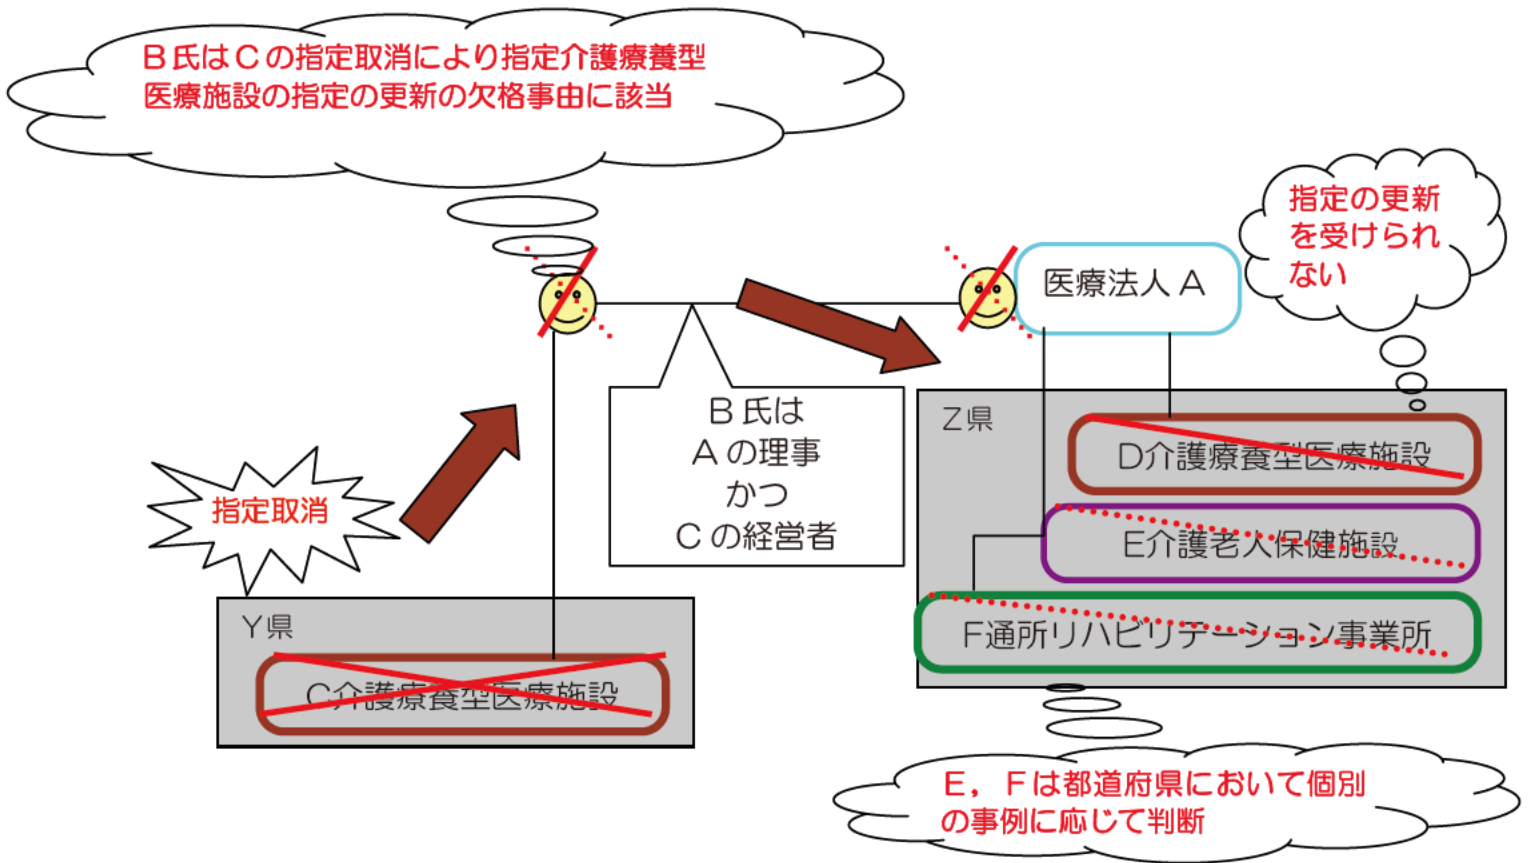 B氏はCの指定取消により指定介護療養型
医療施設の指定の更新の欠格事由に該当
指定の更新
を受けられ
ない
医療法人A
B氏は
Aの理事
かつ
Cの経営者
指定取消
Z県
D介護療養型医療施設
E介護老人保健施設
F通所リハビリテーション事業所
Y県
C介護療養型医療施設
E，Fは都道府県において個別
の事例に応じて判断